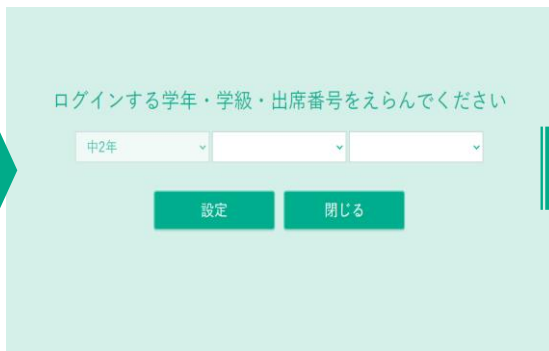 ログインする学年・学級・出席番号をえらんでください
中2年
設定 閉じる